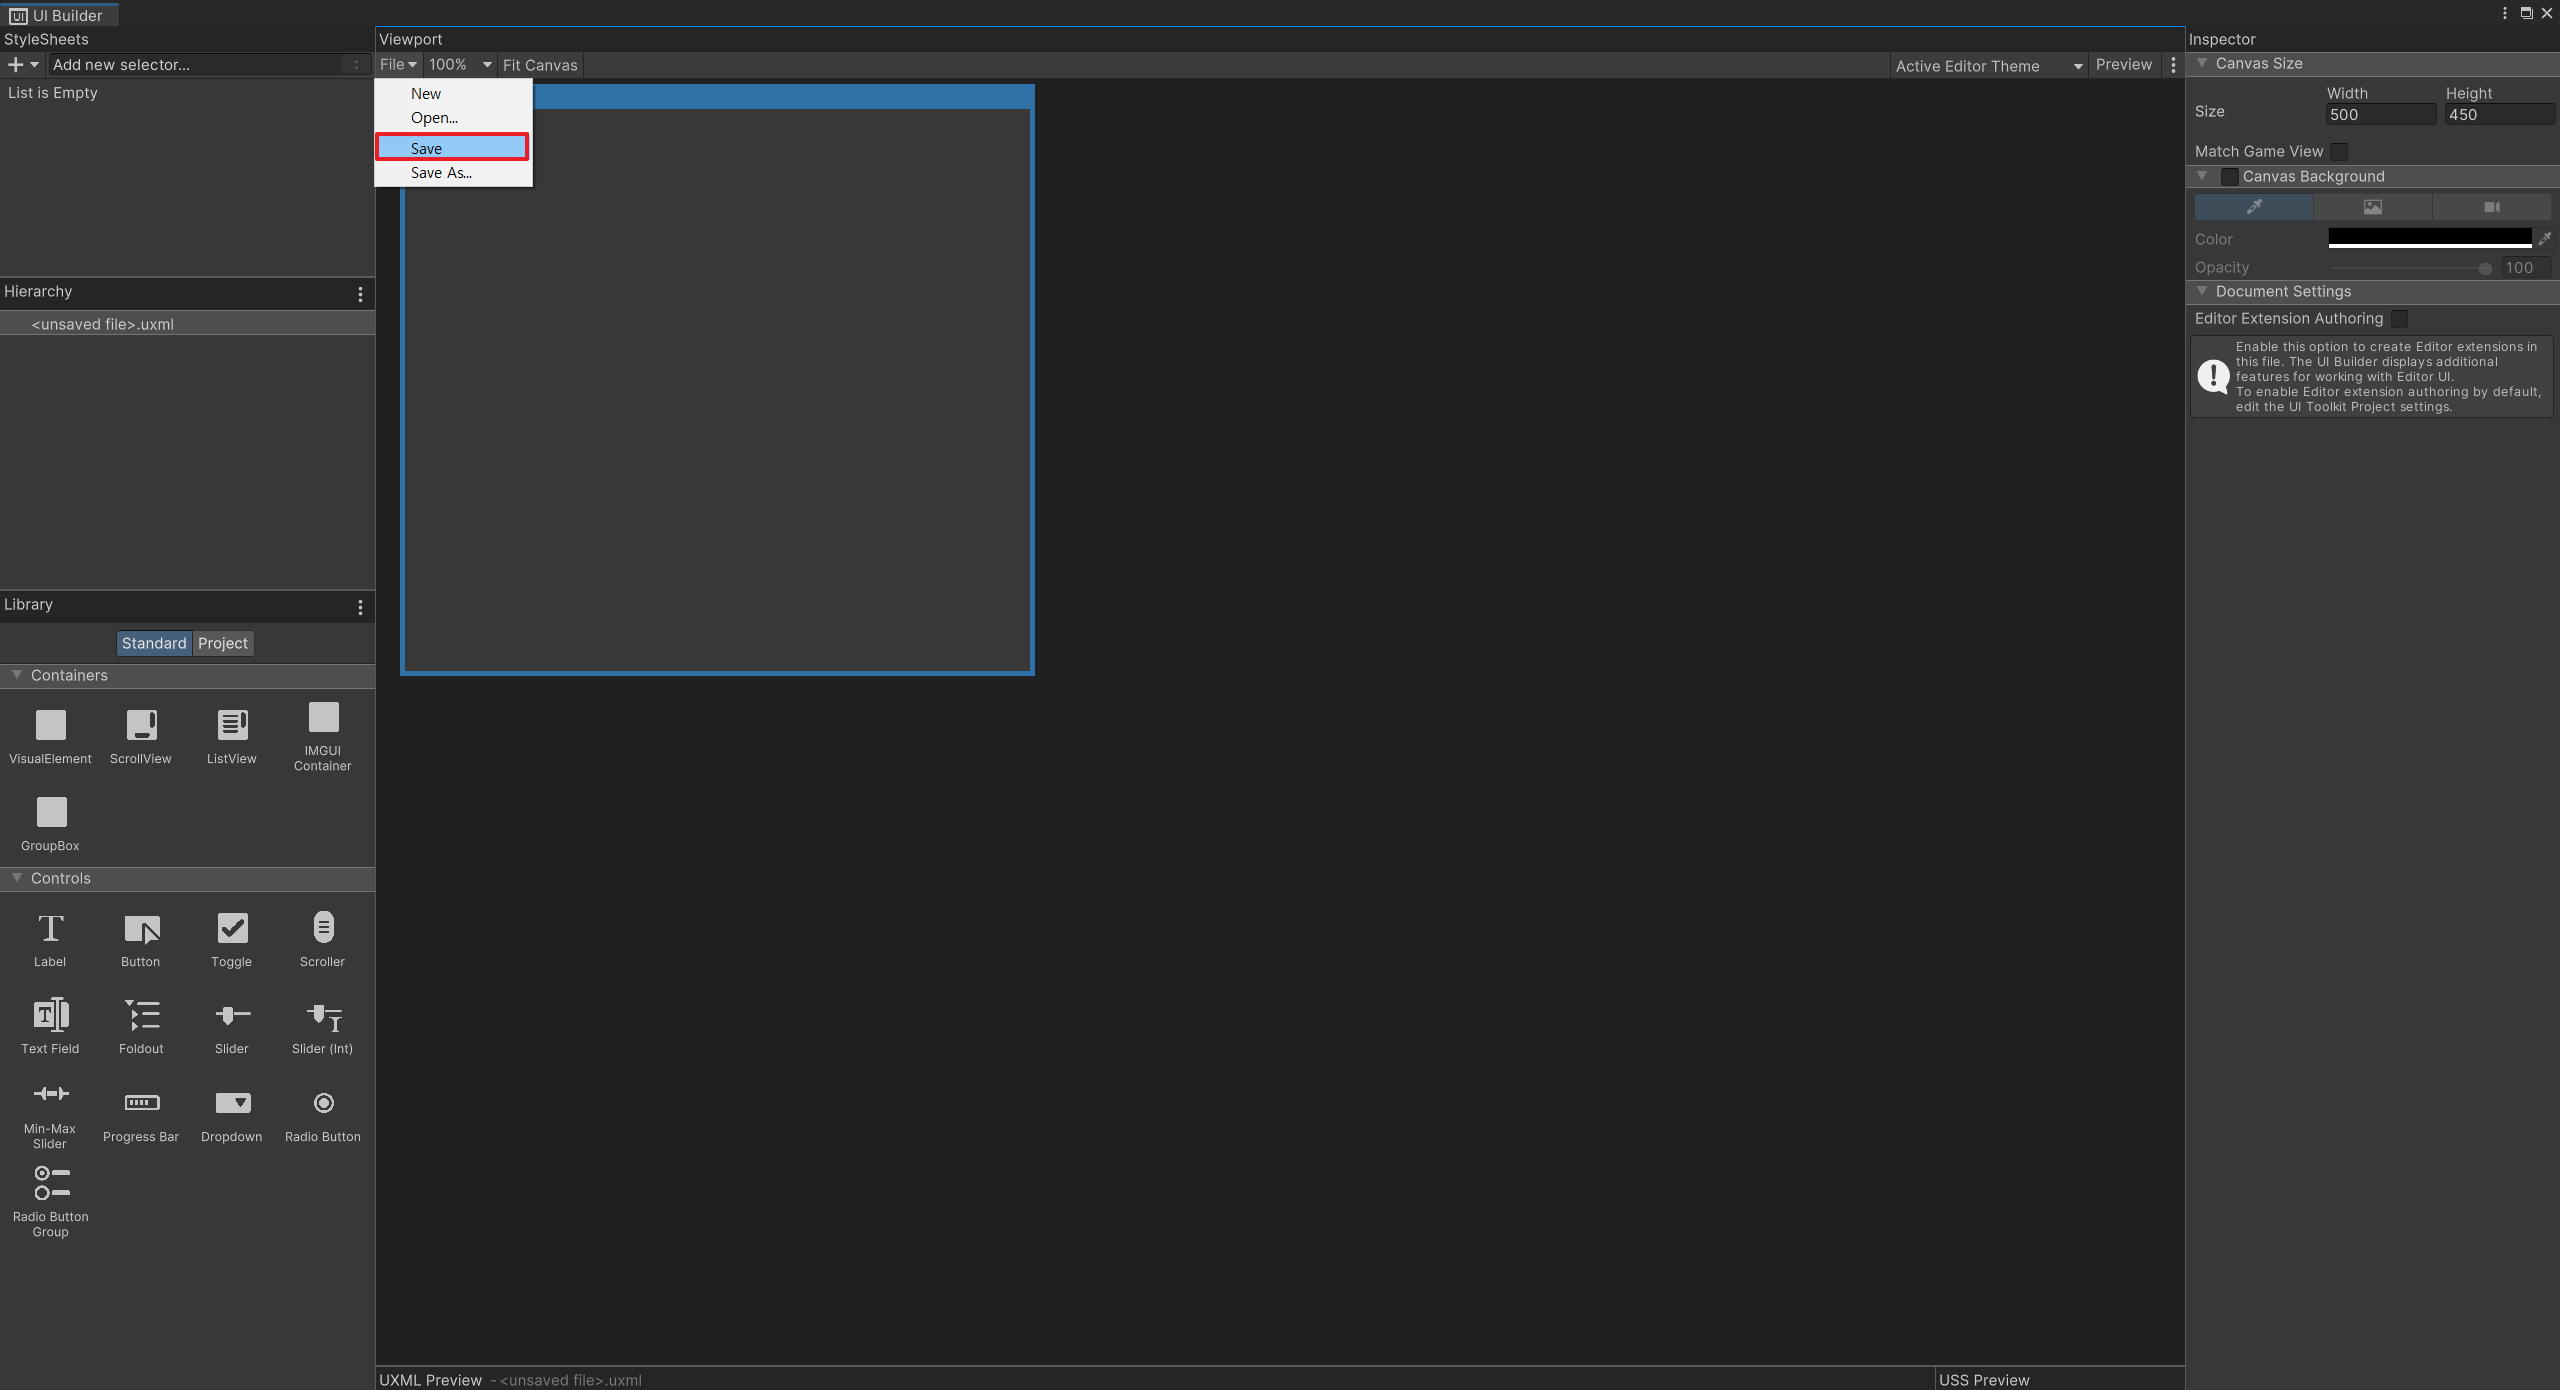 UI Builder
StyleSheets
Add new selector...
List is Empty
Hierarchy
<unsaved file>.uxml
Library
Standard Project
Containers
VisualElement ScrollView ListView IMGUI Container
GroupBox
Controls
Label Button Toggle Scroller
Text Field Foldout Slider Slider (Int)
Min-Max Slider Progress Bar Dropdown Radio Button
Radio Button Group
Viewport
File 100% Fit Canvas Active Editor Theme Preview
New
Open...
Save
Save As...
UXML Preview - <unsaved file>.uxml USS Preview
Inspector
Canvas Size
Width Height
Size 500 450
Match Game View
Canvas Background
Color
Opacity 100
Document Settings
Editor Extension Authoring
Enable this option to create Editor extensions in
this file. The UI Builder displays additional
features for working with Editor UI.
To enable Editor extension authoring by default,
edit the UI Toolkit Project settings.